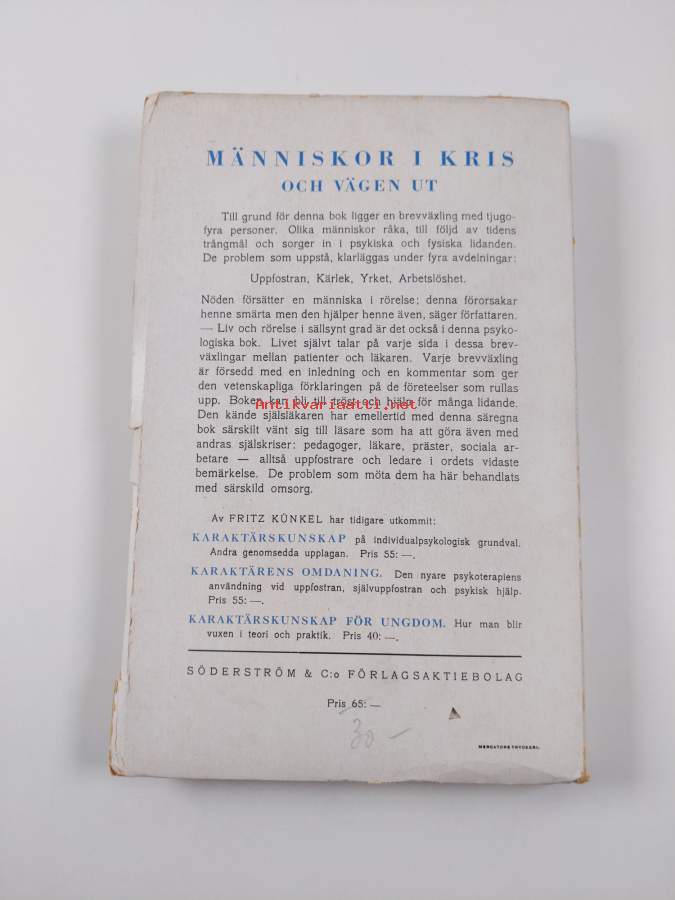 MÄNNISKOR I KRIS
OCH VÄGEN UT
Till grund för denna bok ligger en brevväxling med tjugo-
fyra personer. Olika människor råka, till följd av tidens
trångmål och sorger in i psykiska och fysiska lidanden.
De problem som uppstå, klarläggas under fyra avdelningar:
Uppfostran, Kärlek, Yrket, Arbetslöshet.
Nöden försätter en människa i rörelse; denna förorsakar
henne smärta men den hjälper henne även, säger författaren.
— Liv och rörelse i sällsynt grad är det också i denna psyko-
logiska bok. Livet självt talar på varje sida i dessa brev-
växlingar mellan patienter och läkaren. Varje brevväxling
är försedd med en inledning och en kommentar som ger
den vetenskapliga förklaringen på de företeelser som rullas
upp. Boken kan bli till tröst och hjälp för många lidande.
Antikvariaatti.net
Den kände själsläkaren har emellertid med denna säregna
bok särskilt vänt sig till läsare som ha att göra även med
andras själskriser: pedagoger, läkare, präster, sociala ar-
betare — alltså uppfostrare och ledare i ordets vidaste
bemärkelse. De problem som möta dem ha här behandlats
med särskild omsorg.
Av FRITZ KÜNKEL har tidigare utkommit:
KARAKTÄRSKUNSKAP på individualpsykologisk grundval.
Andra genomsedda upplagan. Pris 55: —.
KARAKTÄRENS OMDANING. Den nyare psykoterapiens
användning vid uppfostran, självuppfostran och psykisk hjälp.
Pris 55: —.
KARAKTÄRSKUNSKAP FÖR UNGDOM. Hur man blir
vuxen i teori och praktik. Pris 40: —.
SÖDERSTRÖM & C:o FÖRLAGSAKTIEBOLAG
Pris 65: —
30 —
MERCATORS TRYCKERI.